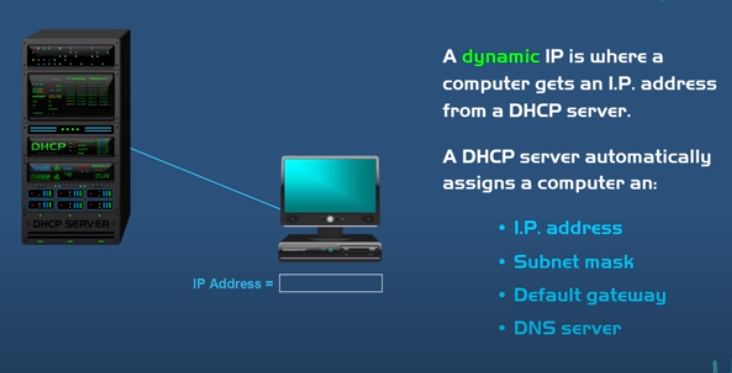 A dynamic IP is where a
computer gets an I.P. address
from a DHCP server.
A DHCP server automatically
assigns a computer an:
• I.P. address
• Subnet mask
• Default gateway
• DNS server
DHCP
DHCP SERVER
IP Address =